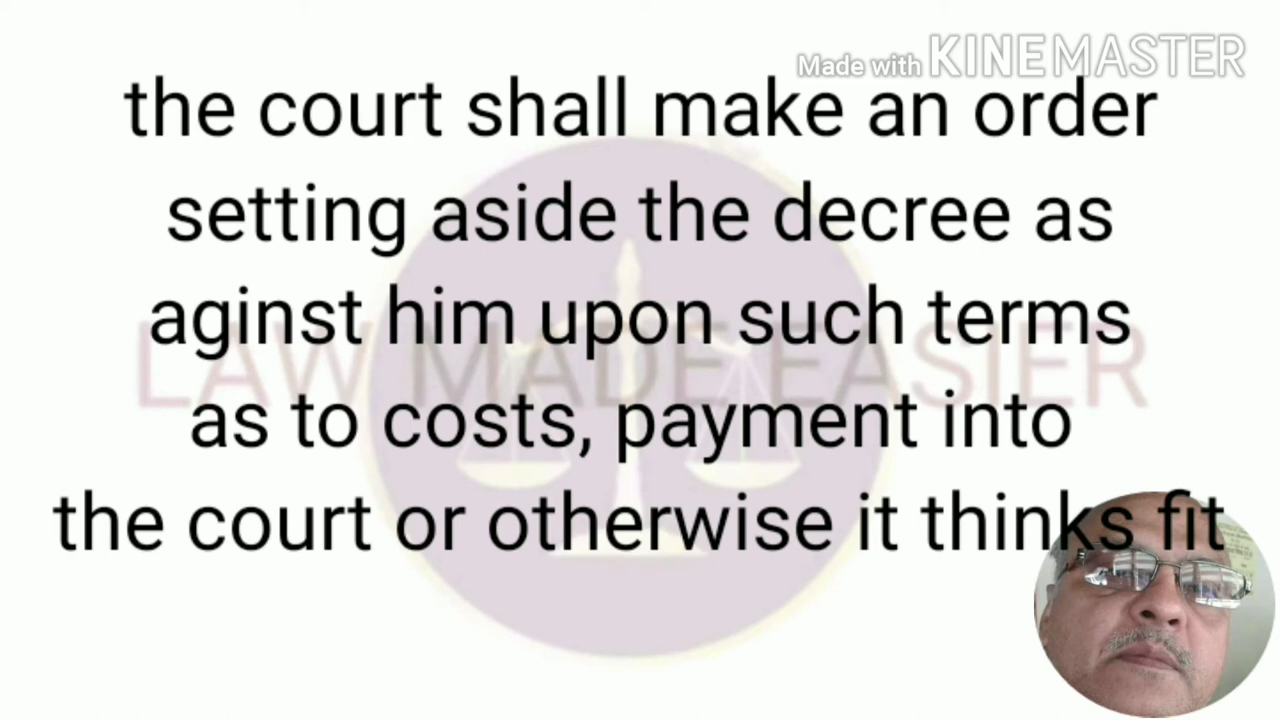 Made with KINEMASTER
the court shall make an order
setting aside the decree as
aginst him upon such terms
as to costs, payment into
the court or otherwise it thinks fit
LAW MADE EASIER